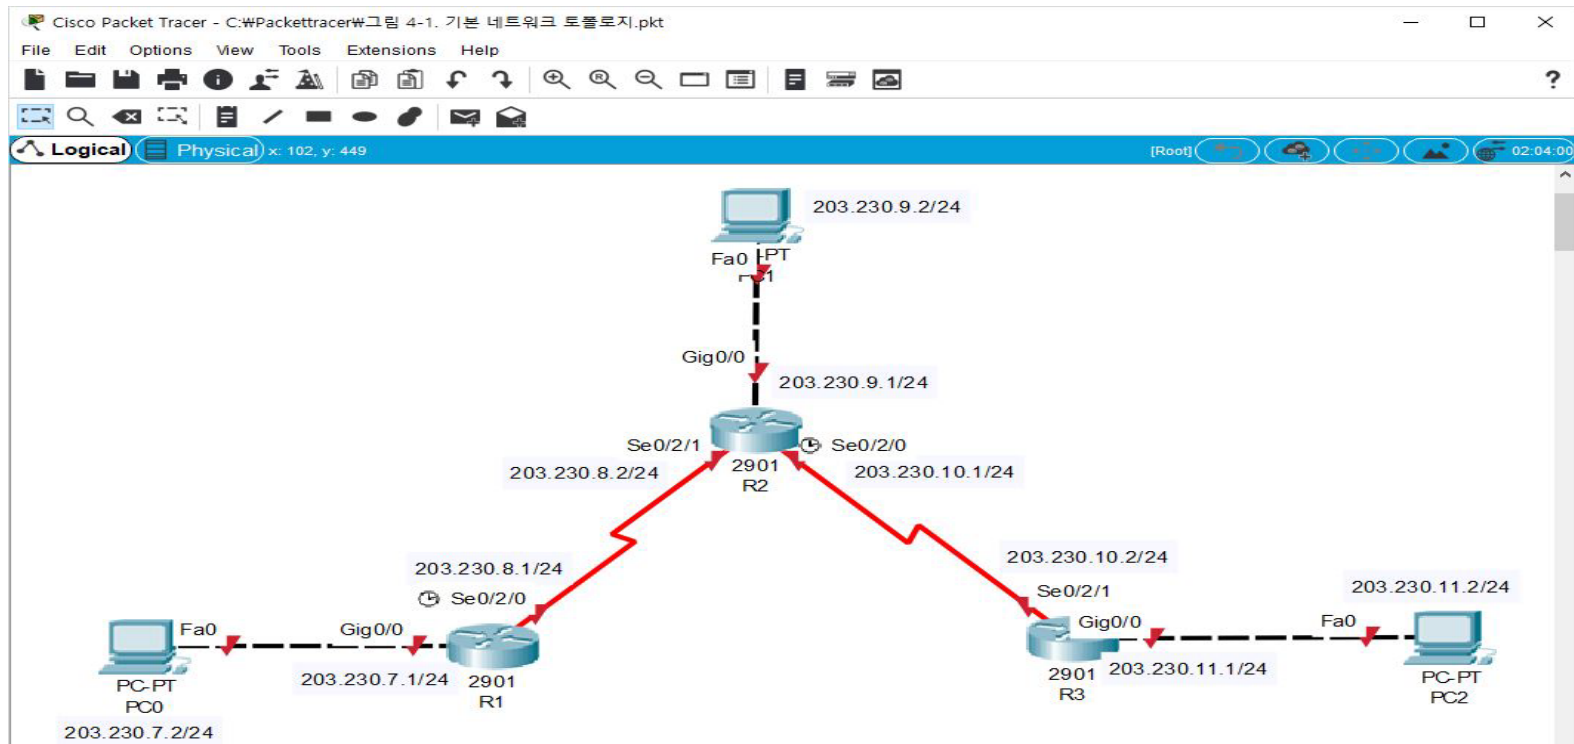 Cisco Packet Tracer - C:₩Packettracer₩그림 4-1. 기본 네트워크 토폴로지.pkt
File Edit Options View Tools Extensions Help
?
Logical Physical x: 102, y: 449 [Root] 02:04:00
203.230.9.2/24
Fa0 -PT
PC1
Gig0/0
203.230.9.1/24
Se0/2/1 Se0/2/0
203.230.8.2/24 2901 203.230.10.1/24
R2
203.230.8.1/24 203.230.10.2/24
Se0/2/0 Se0/2/1 203.230.11.2/24
Fa0 Gig0/0 Gig0/0 Fa0
203.230.7.1/24 2901 2901 203.230.11.1/24
PC-PT R1 R3 PC-PT
PC0 PC2
203.230.7.2/24